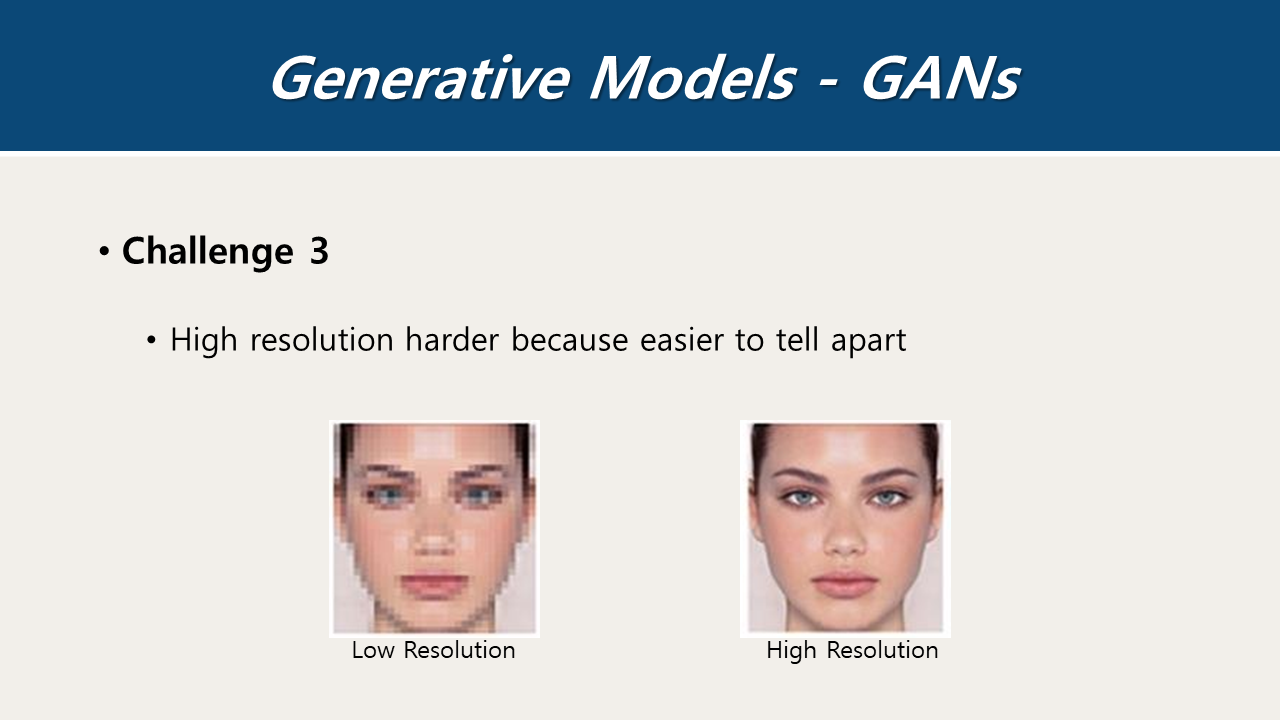 Generative Models - GANs
• Challenge 3
• High resolution harder because easier to tell apart
Low Resolution
High Resolution